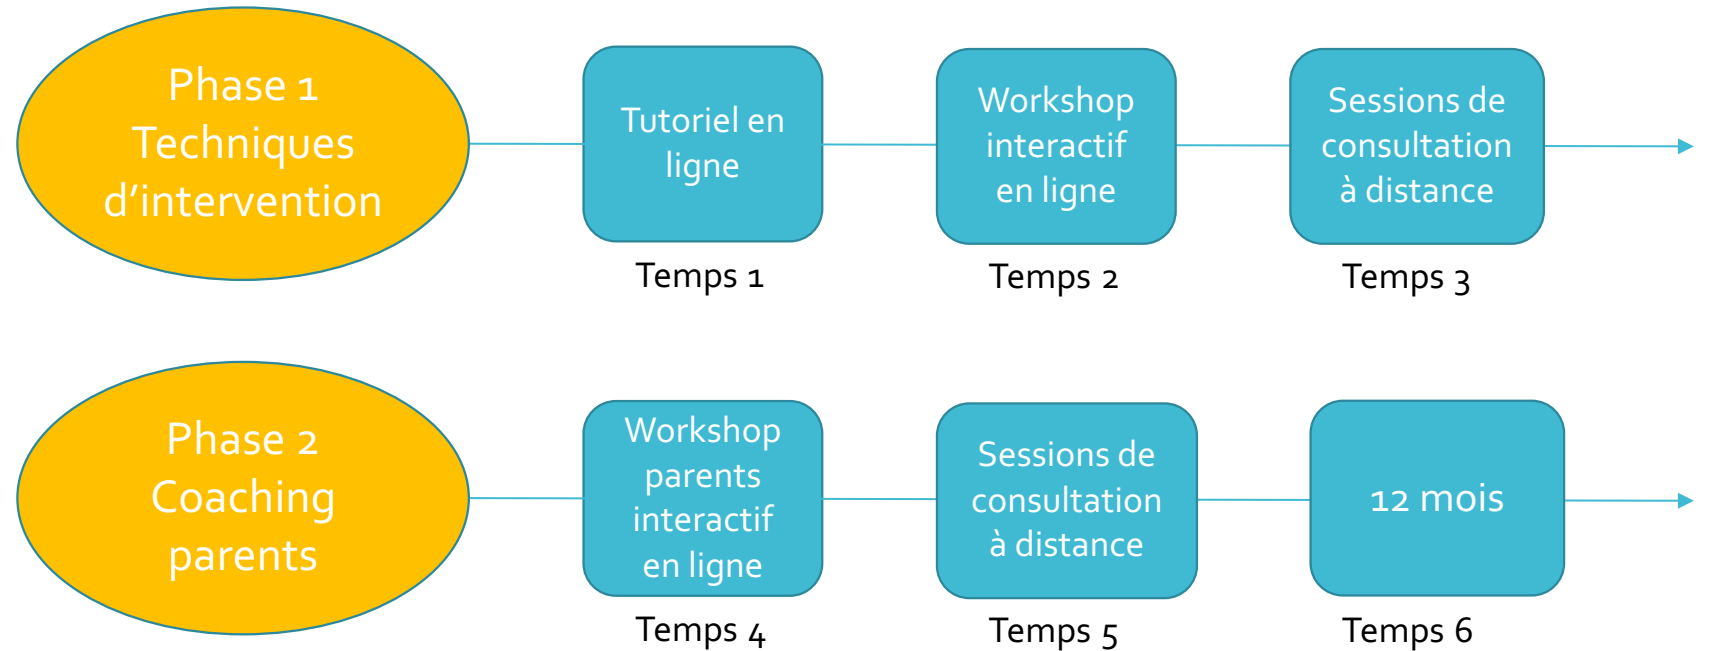 Phase 1
Techniques
d’intervention
Tutoriel en
ligne
Workshop
interactif
en ligne
Sessions de
consultation
à distance
Temps 1
Temps 2
Temps 3
Phase 2
Coaching
parents
Workshop
parents
interactif
en ligne
Sessions de
consultation
à distance
12 mois
Temps 4
Temps 5
Temps 6